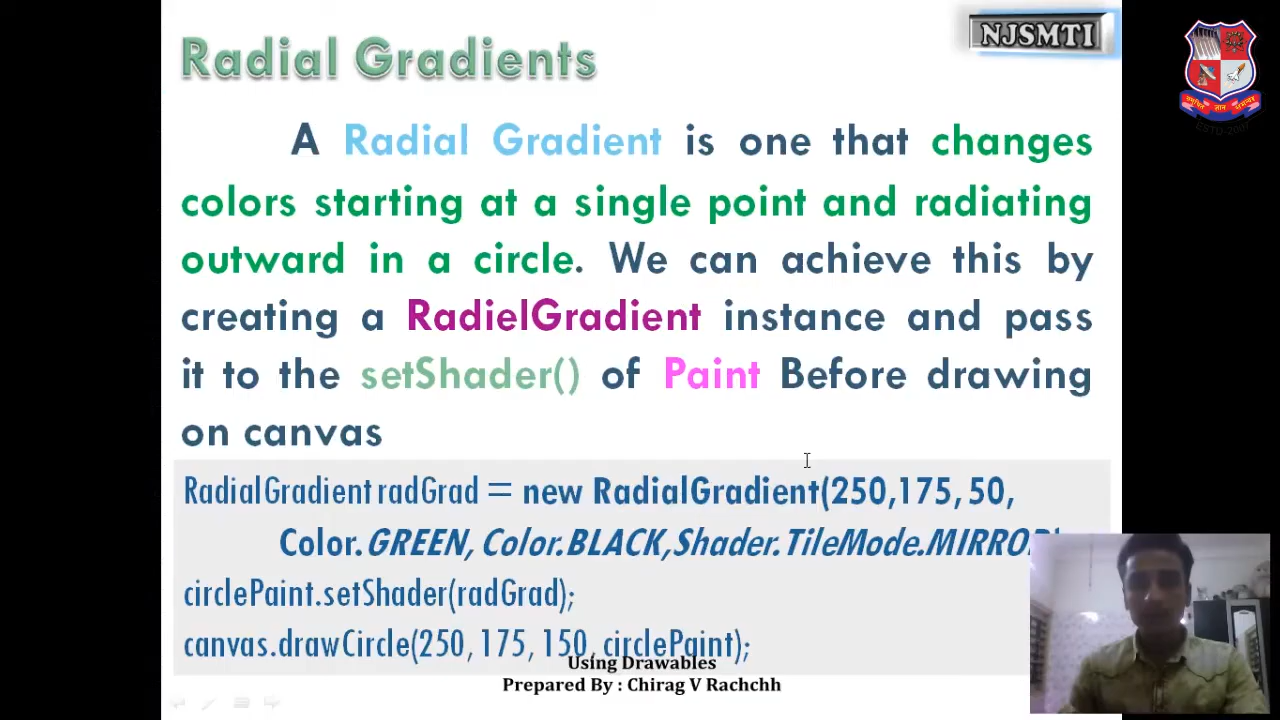 Radial Gradients
NJSMTI
A Radial Gradient is one that changes
colors starting at a single point and radiating
outward in a circle. We can achieve this by
creating a RadielGradient instance and pass
it to the setShader() of Paint Before drawing
on canvas
RadialGradient radGrad = new RadialGradient(250,175, 50,
Color.GREEN, Color.BLACK,Shader.TileMode.MIRROR
circlePaint.setShader(radGrad);
canvas.drawCircle(250, 175, 150, circlePaint);
Using Drawables
Prepared By : Chirag V Rachchh
ESTD-2007